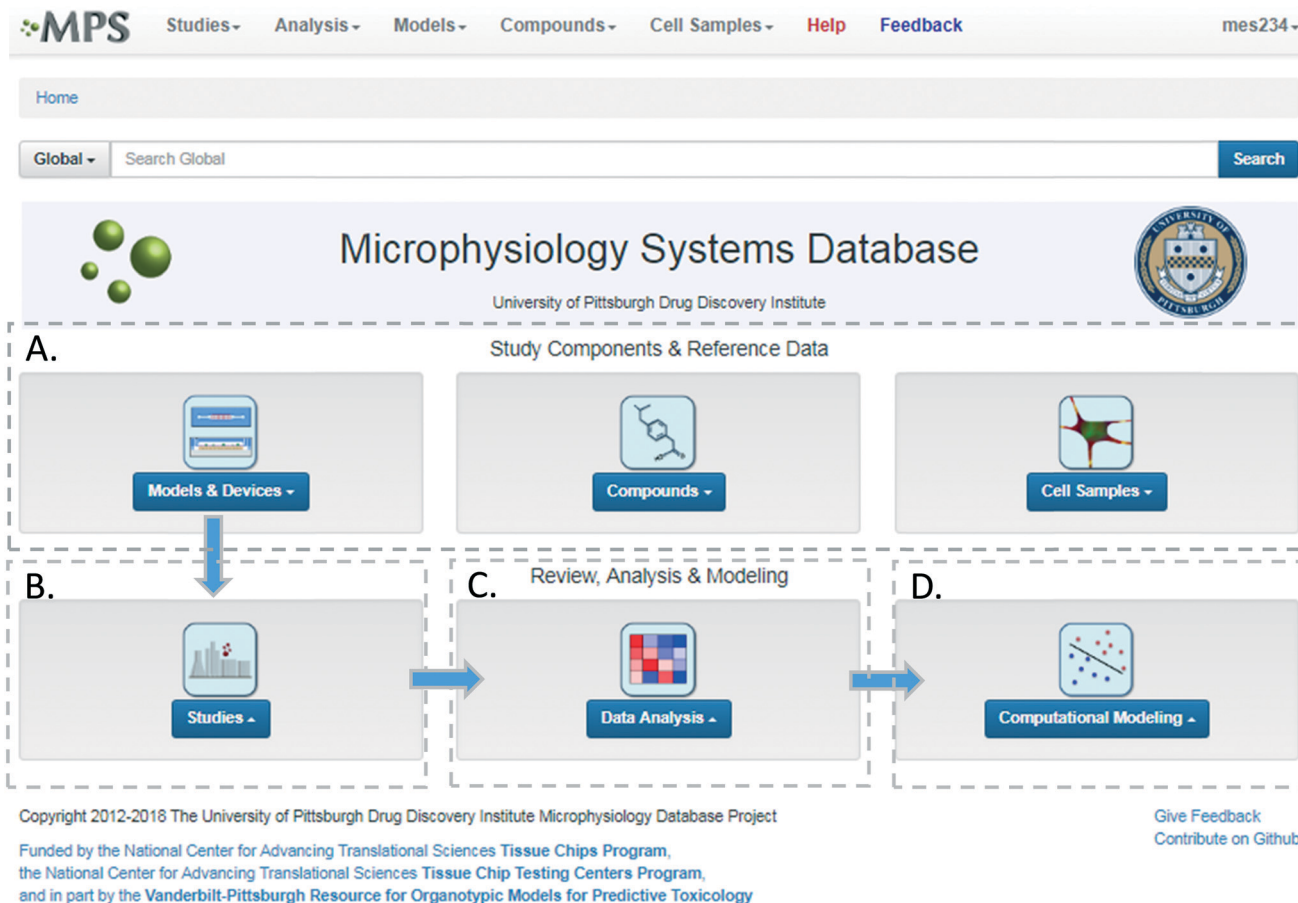 MPS Studies Analysis Models Compounds Cell Samples Help Feedback mes234
Home
Global Search Global Search
Microphysiology Systems Database
University of Pittsburgh Drug Discovery Institute
UNIVERSITY OF PITTSBURGH
A.
Study Components & Reference Data
Models & Devices Compounds Cell Samples
B. C. D.
Review, Analysis & Modeling
Studies Data Analysis Computational Modeling
Copyright 2012-2018 The University of Pittsburgh Drug Discovery Institute Microphysiology Database Project
Give Feedback
Contribute on Github
Funded by the National Center for Advancing Translational Sciences Tissue Chips Program,
the National Center for Advancing Translational Sciences Tissue Chip Testing Centers Program,
and in part by the Vanderbilt-Pittsburgh Resource for Organotypic Models for Predictive Toxicology